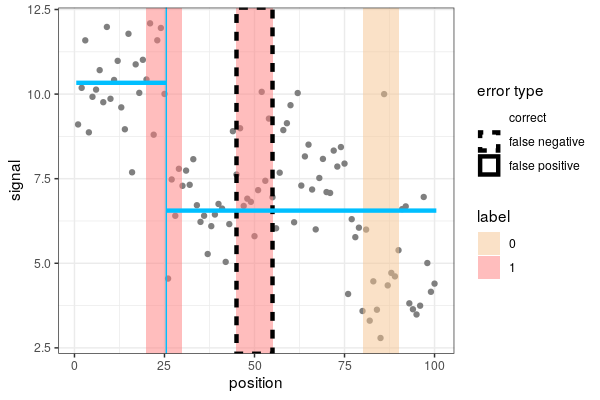 12.5
10.0
7.5
5.0
2.5
signal
0
25
50
75
100
position
error type
correct
false negative
false positive
label
0
1